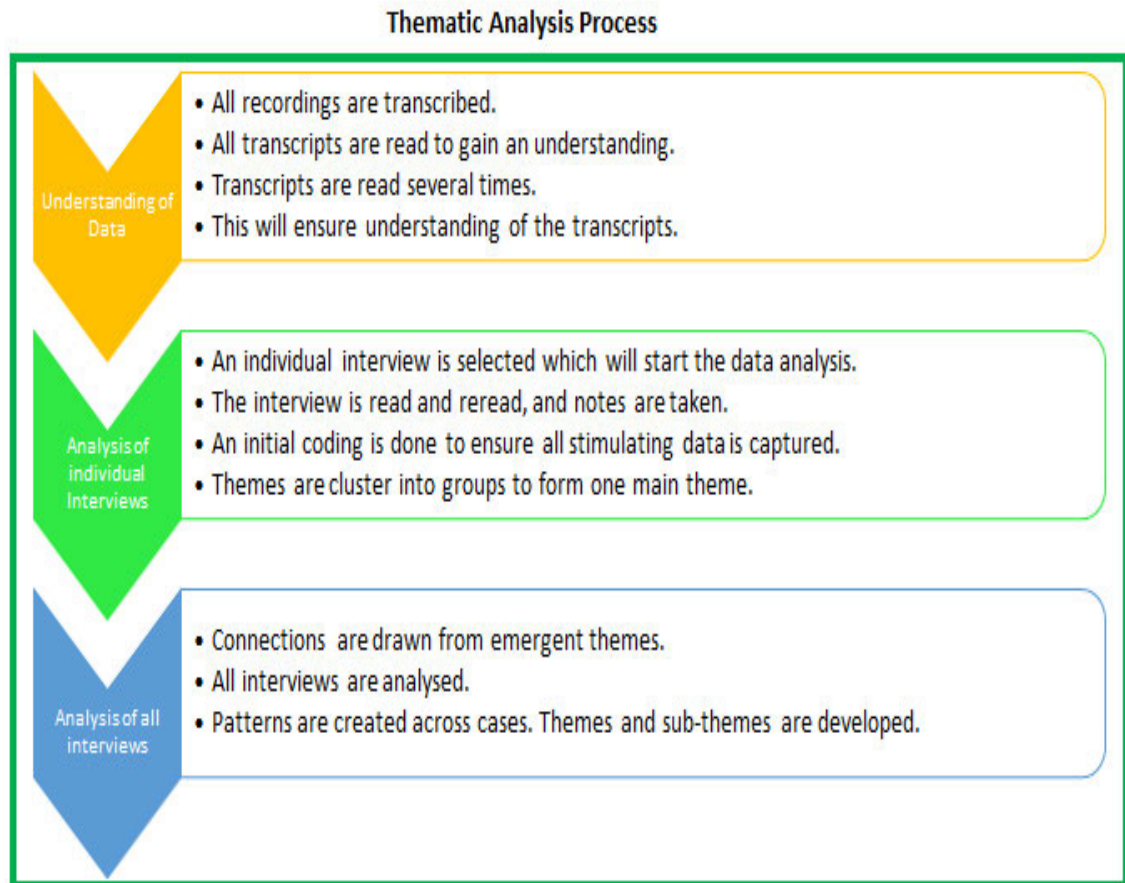 Thematic Analysis Process
Understanding of
Data
• All recordings are transcribed.
• All transcripts are read to gain an understanding.
• Transcripts are read several times.
• This will ensure understanding of the transcripts.
Analysis of
individual
Interviews
• An individual interview is selected which will start the data analysis.
• The interview is read and reread, and notes are taken.
• An initial coding is done to ensure all stimulating data is captured.
• Themes are cluster into groups to form one main theme.
Analysis of all
interviews
• Connections are drawn from emergent themes.
• All interviews are analysed.
• Patterns are created across cases. Themes and sub-themes are developed.